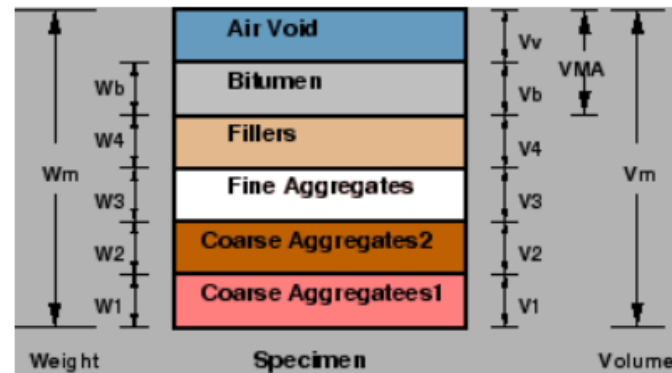 Air Void
Vv
Wb
Bitumen
Vb
VMA
W4
Fillers
V4
Wm
W3
Fine Aggregates
V3
Vm
W2
Coarse Aggregates2
V2
W1
Coarse Aggregatees1
V1
Weight
Specimen
Volume